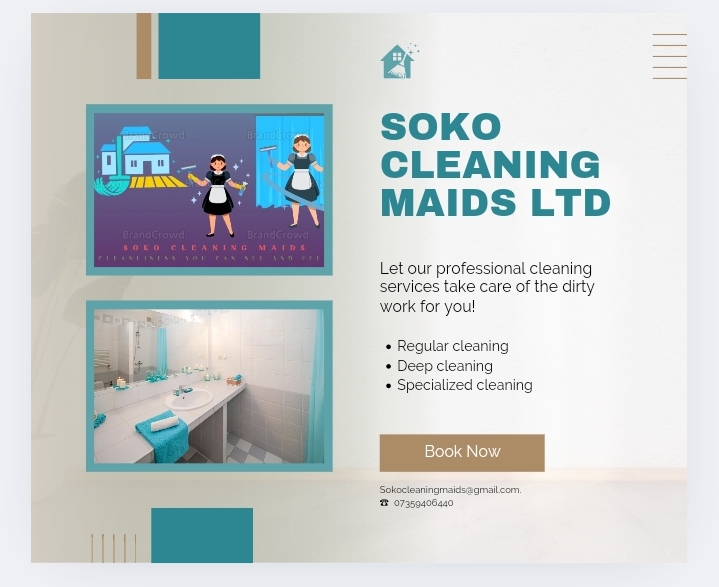 BrandCrowd BrandCrowd
BrandCrowd BrandCrowd
SOKO CLEANING MAIDS
CLEANLINESS YOU CAN SEE AND FEE
SOKO
CLEANING
MAIDS LTD
Let our professional cleaning
services take care of the dirty
work for you!
• Regular cleaning
• Deep cleaning
• Specialized cleaning
Book Now
Sokocleaningmaids@gmail.com.
☎ 07359406440